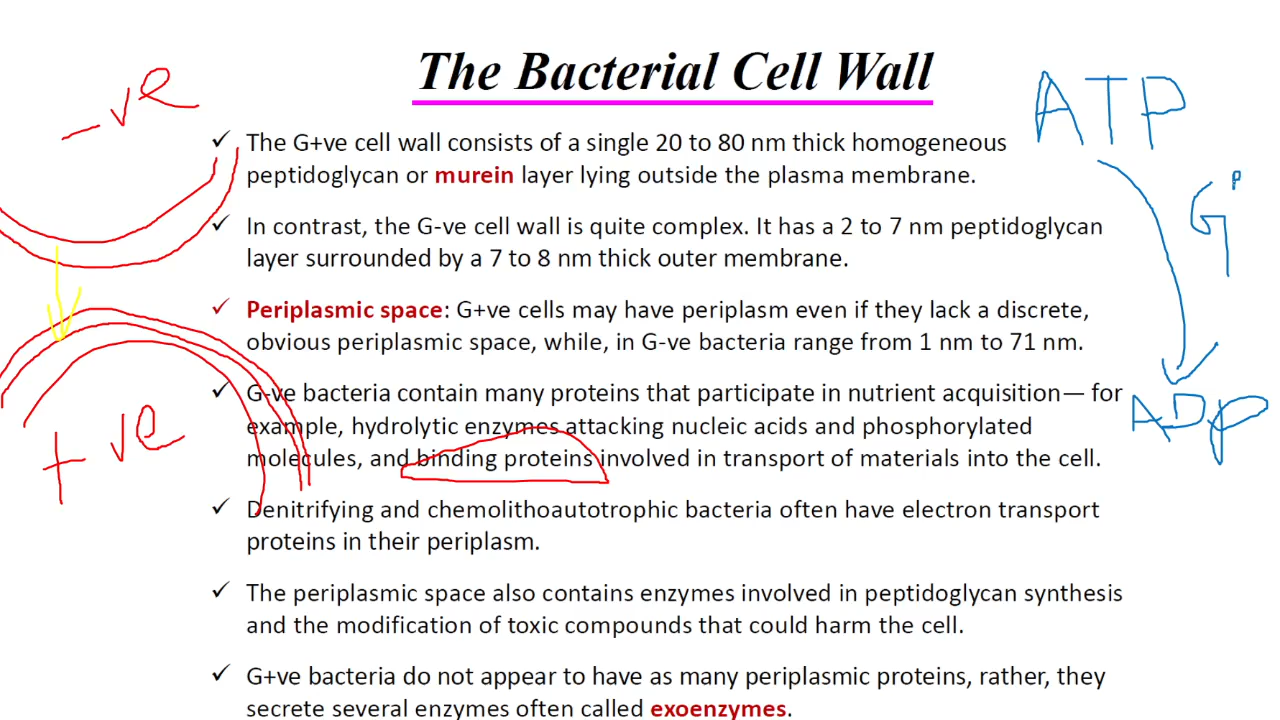 The Bacterial Cell Wall
-ve
ATP
✓ The G+ve cell wall consists of a single 20 to 80 nm thick homogeneous
peptidoglycan or murein layer lying outside the plasma membrane.
G P
✓ In contrast, the G-ve cell wall is quite complex. It has a 2 to 7 nm peptidoglycan
layer surrounded by a 7 to 8 nm thick outer membrane.
✓ Periplasmic space: G+ve cells may have periplasm even if they lack a discrete,
obvious periplasmic space, while, in G-ve bacteria range from 1 nm to 71 nm.
✓ G-ve bacteria contain many proteins that participate in nutrient acquisition— for
example, hydrolytic enzymes attacking nucleic acids and phosphorylated
molecules, and binding proteins involved in transport of materials into the cell.
ADP
+ve
✓ Denitrifying and chemolithoautotrophic bacteria often have electron transport
proteins in their periplasm.
✓ The periplasmic space also contains enzymes involved in peptidoglycan synthesis
and the modification of toxic compounds that could harm the cell.
✓ G+ve bacteria do not appear to have as many periplasmic proteins, rather, they
secrete several enzymes often called exoenzymes.